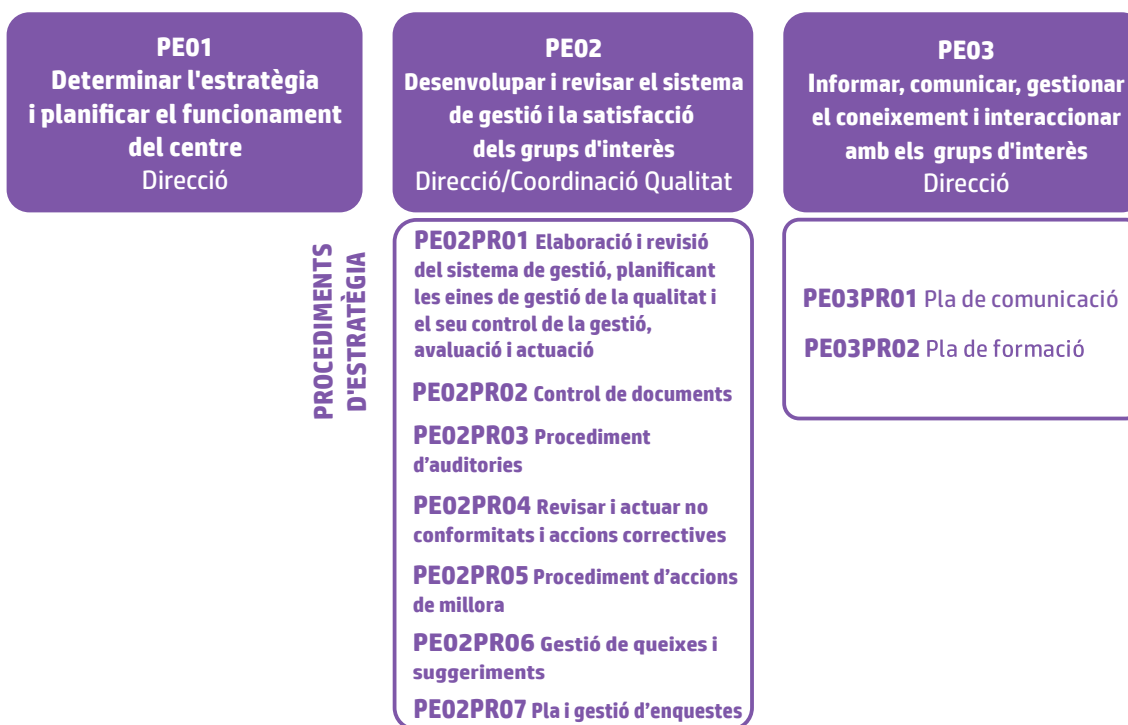 PE01
Determinar l'estratègia
i planificar el funcionament
del centre
Direcció
PE02
Desenvolupar i revisar el sistema
de gestió i la satisfacció
dels grups d'interès
Direcció/Coordinació Qualitat
PE03
Informar, comunicar, gestionar
el coneixement i interaccionar
amb els grups d'interès
Direcció
PROCEDIMENTS
D'ESTRATÈGIA
PE02PR01 Elaboració i revisió
del sistema de gestió, planificant
les eines de gestió de la qualitat i
el seu control de la gestió,
avaluació i actuació
PE02PR02 Control de documents
PE02PR03 Procediment
d’auditories
PE02PR04 Revisar i actuar no
conformitats i accions correctives
PE02PR05 Procediment d’accions
de millora
PE02PR06 Gestió de queixes i
suggeriments
PE02PR07 Pla i gestió d’enquestes
PE03PR01 Pla de comunicació
PE03PR02 Pla de formació